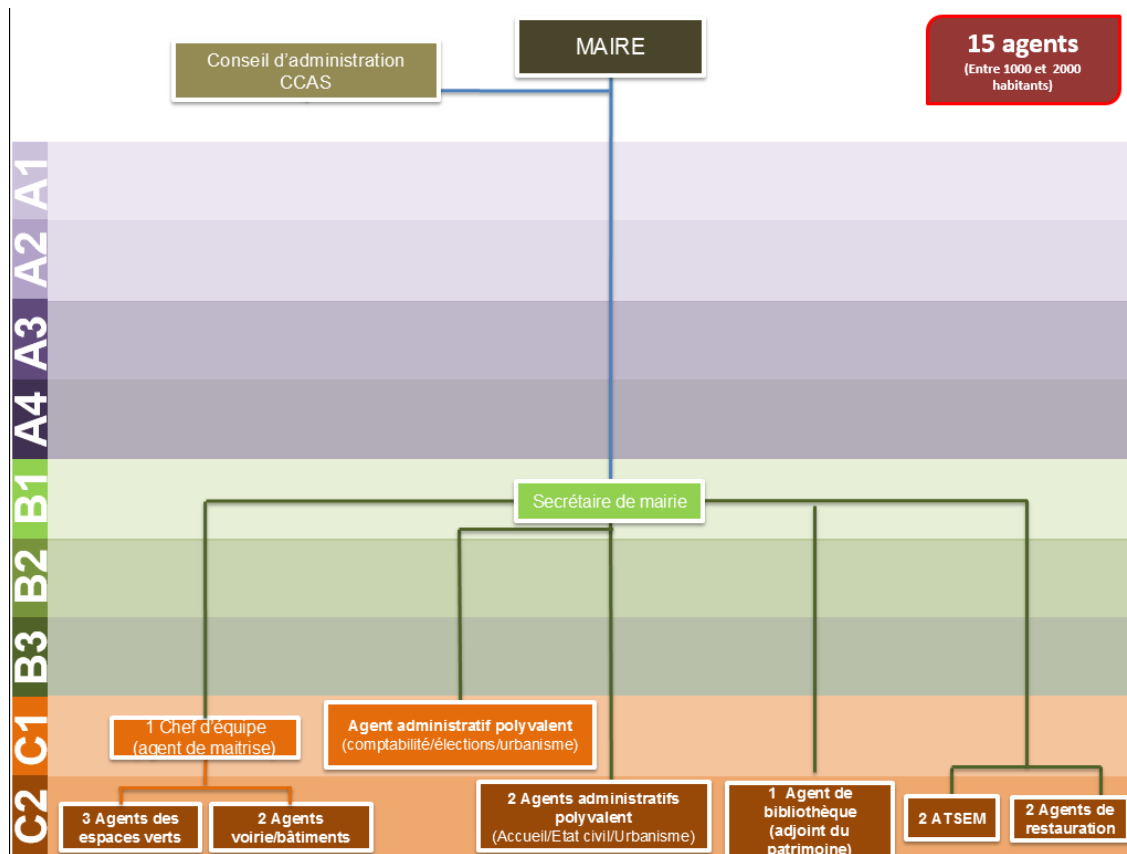 MAIRE
Conseil d'administration
CCAS
15 agents
(Entre 1000 et 2000
habitants)
A1
A2
A3
A4
B1
Secrétaire de mairie
B2
B3
C1
1 Chef d'équipe
(agent de maitrise)
Agent administratif polyvalent
(comptabilité/élections/urbanisme)
C2
3 Agents des
espaces verts
2 Agents
voirie/bâtiments
2 Agents administratifs
polyvalent
(Accueil/Etat civil/Urbanisme)
1 Agent de
bibliothèque
(adjoint du
patrimoine)
2 ATSEM
2 Agents de
restauration